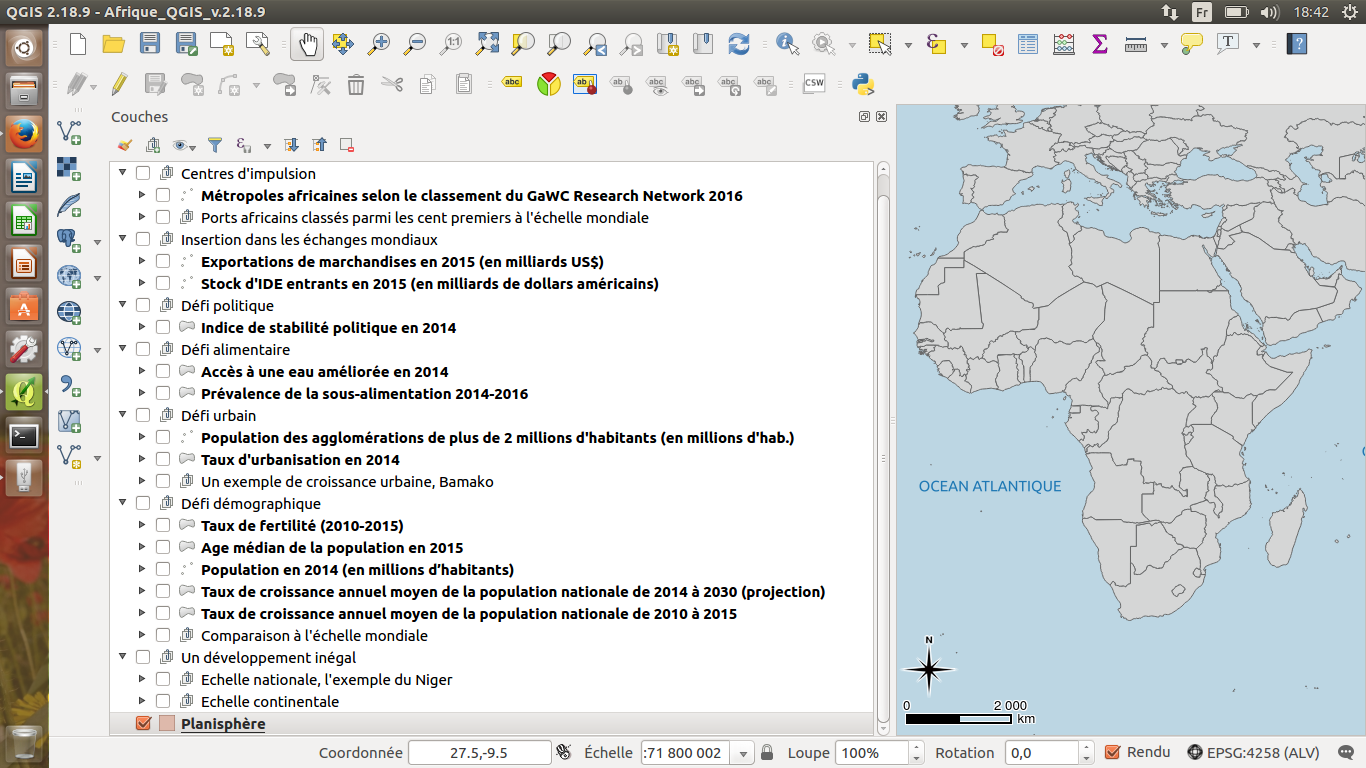 QGIS 2.18.9 - Afrique_QGIS_v.2.18.9
Fr
18:42
1:1
ε
Σ
T
?
abc
abc
ab
ab
abc
abc
abc
abc
CSW
Couches
ε
Centres d'impulsion
Métropoles africaines selon le classement du GaWC Research Network 2016
Ports africains classés parmi les cent premiers à l'échelle mondiale
Insertion dans les échanges mondiaux
Exportations de marchandises en 2015 (en milliards US$)
Stock d'IDE entrants en 2015 (en milliards de dollars américains)
Défi politique
Indice de stabilité politique en 2014
Défi alimentaire
Accès à une eau améliorée en 2014
Prévalence de la sous-alimentation 2014-2016
Défi urbain
Population des agglomérations de plus de 2 millions d'habitants (en millions d'hab.)
Taux d'urbanisation en 2014
Un exemple de croissance urbaine, Bamako
Défi démographique
Taux de fertilité (2010-2015)
Age médian de la population en 2015
Population en 2014 (en millions d’habitants)
Taux de croissance annuel moyen de la population nationale de 2014 à 2030 (projection)
Taux de croissance annuel moyen de la population nationale de 2010 à 2015
Comparaison à l'échelle mondiale
Un développement inégal
Echelle nationale, l'exemple du Niger
Echelle continentale
Planisphère
OCEAN ATLANTIQUE
N
0 2 000
km
Coordonnée 27.5,-9.5 Échelle :71 800 002 Loupe 100% Rotation 0,0 Rendu EPSG:4258 (ALV)